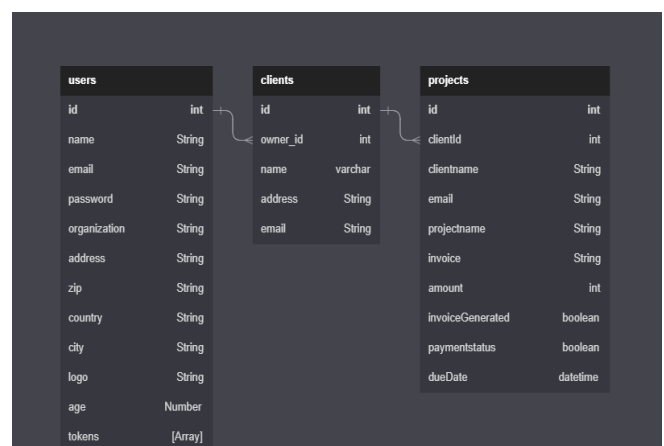 users
id int
name String
email String
password String
organization String
address String
zip String
country String
city String
logo String
age Number
tokens [Array]
clients
id int
owner_id int
name varchar
address String
email String
projects
id int
clientId int
clientname String
email String
projectname String
invoice String
amount int
invoiceGenerated boolean
paymentstatus boolean
dueDate datetime